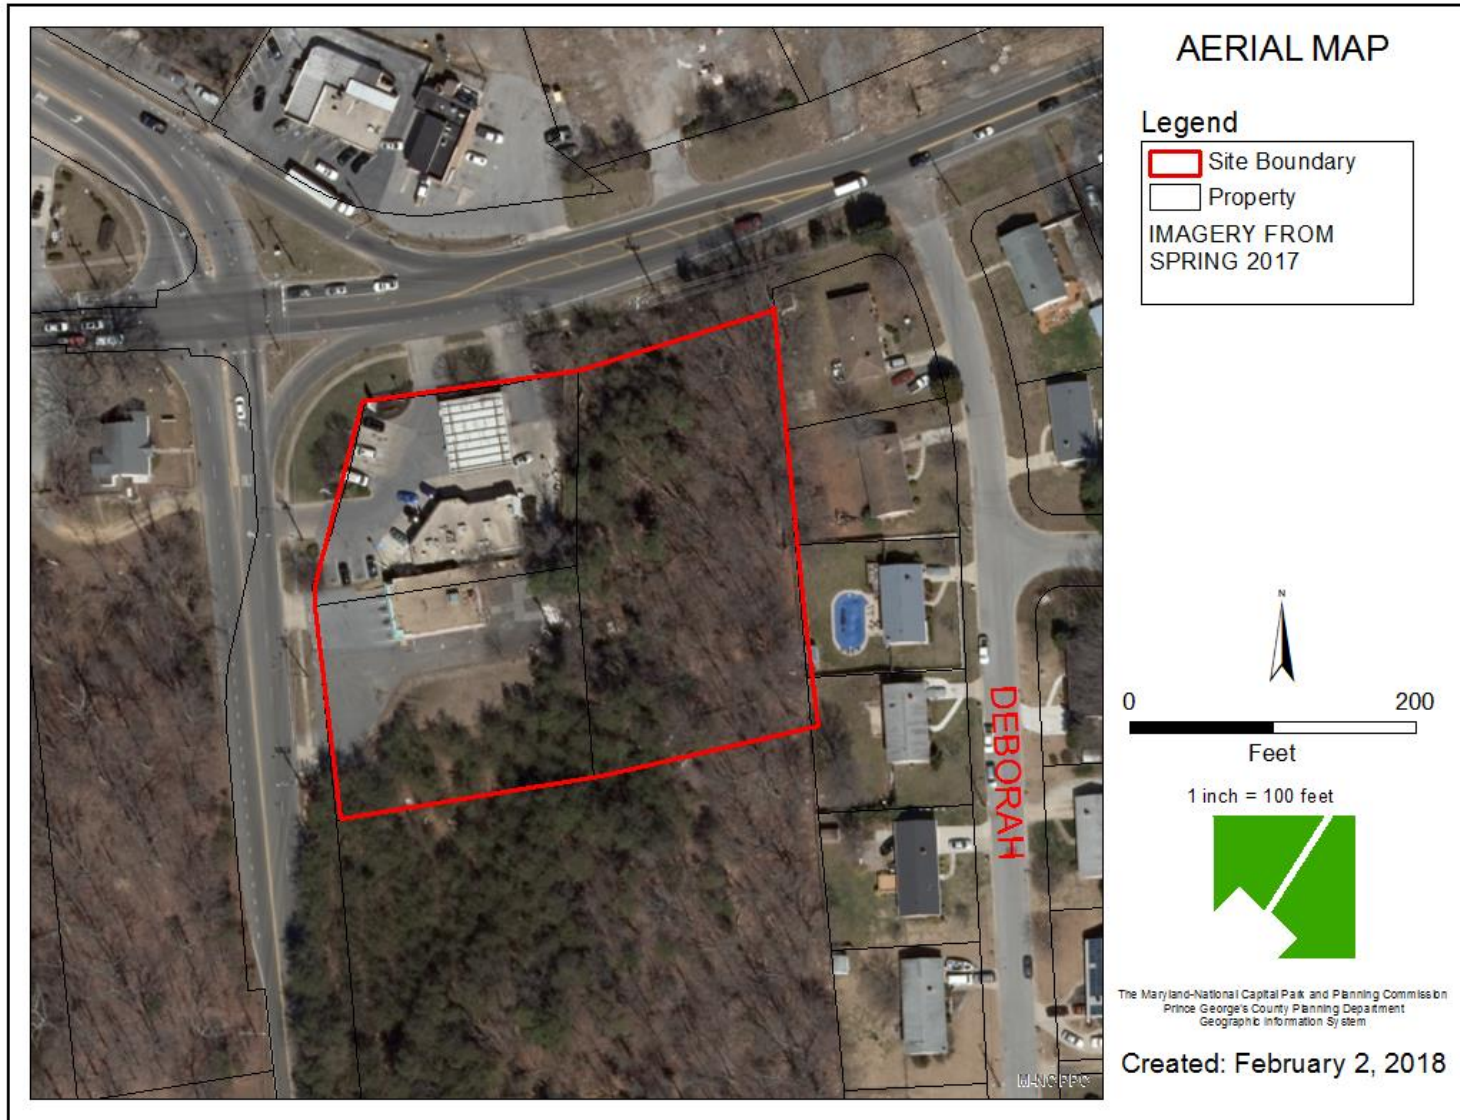 AERIAL MAP
Legend
Site Boundary
Property
IMAGERY FROM
SPRING 2017
N
0 200
Feet
1 inch = 100 feet
The Maryland-National Capital Park and Planning Commission
Prince George's County Planning Department
Geographic Information System
Created: February 2, 2018
DEBORAH
M-NCPPC